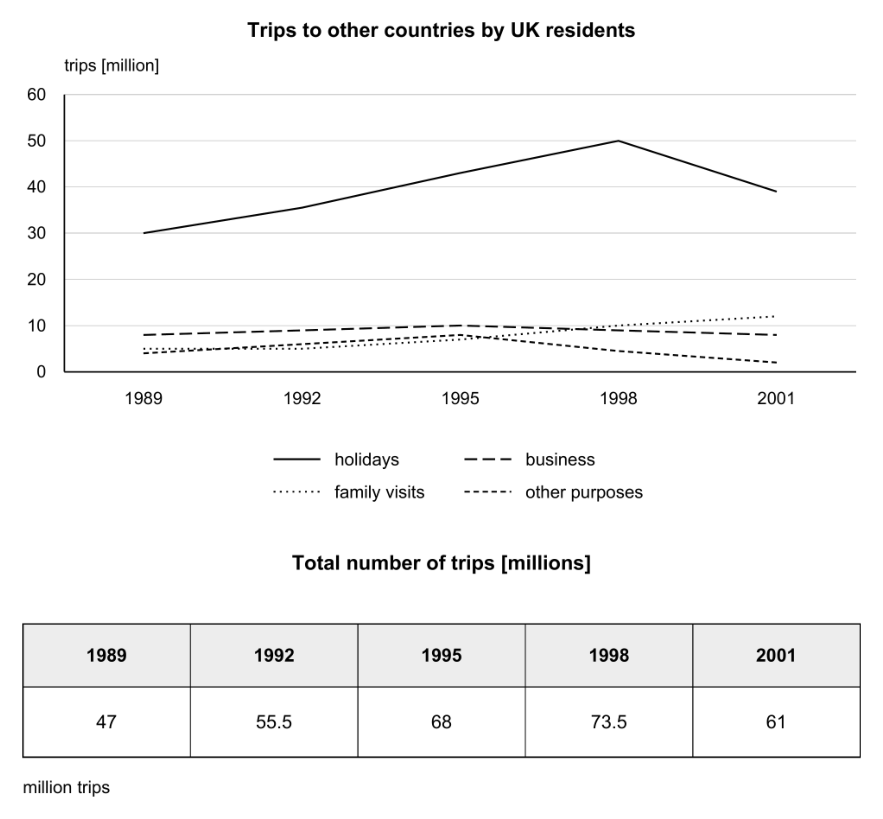 Trips to other countries by UK residents
trips [million]
60
50
40
30
20
10
0
1989 1992 1995 1998 2001
holidays business
family visits other purposes
Total number of trips [millions]
1989 1992 1995 1998 2001
47 55.5 68 73.5 61
million trips